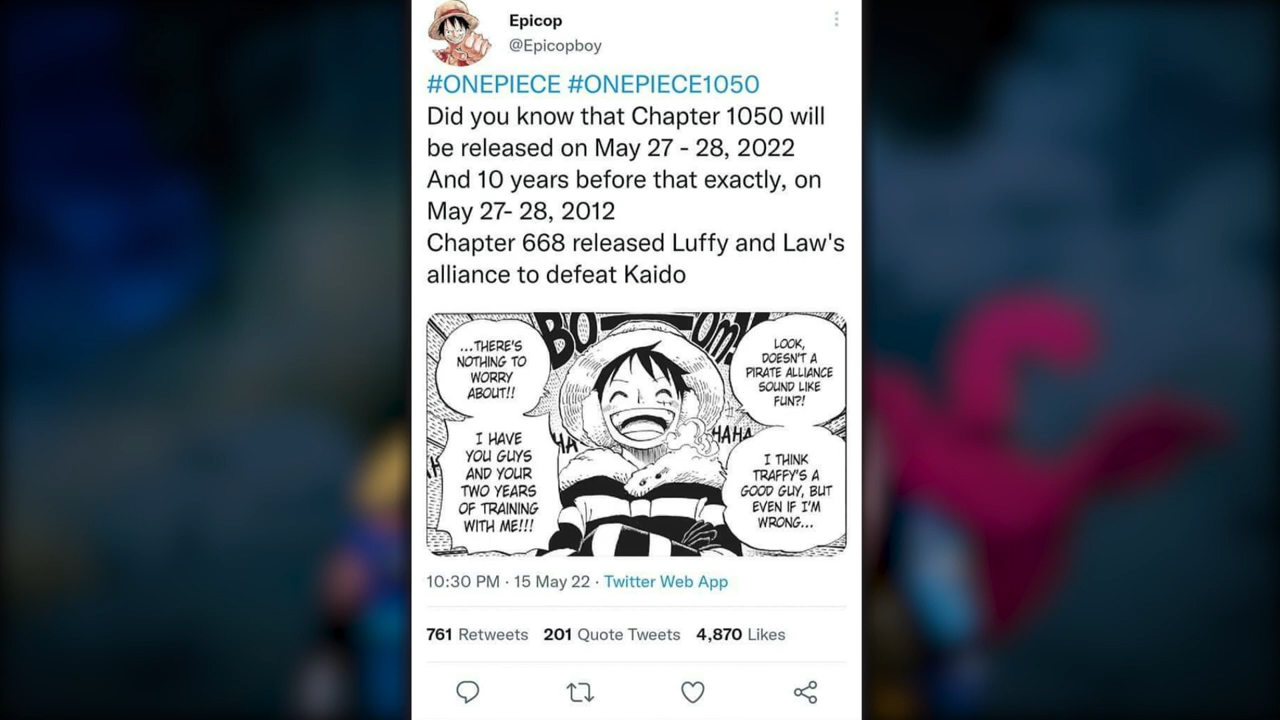 Epicop
@Epicopboy
#ONEPIECE #ONEPIECE1050
Did you know that Chapter 1050 will
be released on May 27 - 28, 2022
And 10 years before that exactly, on
May 27- 28, 2012
Chapter 668 released Luffy and Law's
alliance to defeat Kaido
BO
OM!
LOOK,
DOESN'T A
PIRATE ALLIANCE
SOUND LIKE
FUN?!
I THINK
TRAFFY'S A
GOOD GUY, BUT
EVEN IF I'M
WRONG...
HAHA
...THERE'S
NOTHING TO
WORRY
ABOUT!!
I HAVE
YOU GUYS
AND YOUR
TWO YEARS
OF TRAINING
WITH ME!!!
HA
10:30 PM · 15 May 22 · Twitter Web App
761 Retweets 201 Quote Tweets 4,870 Likes